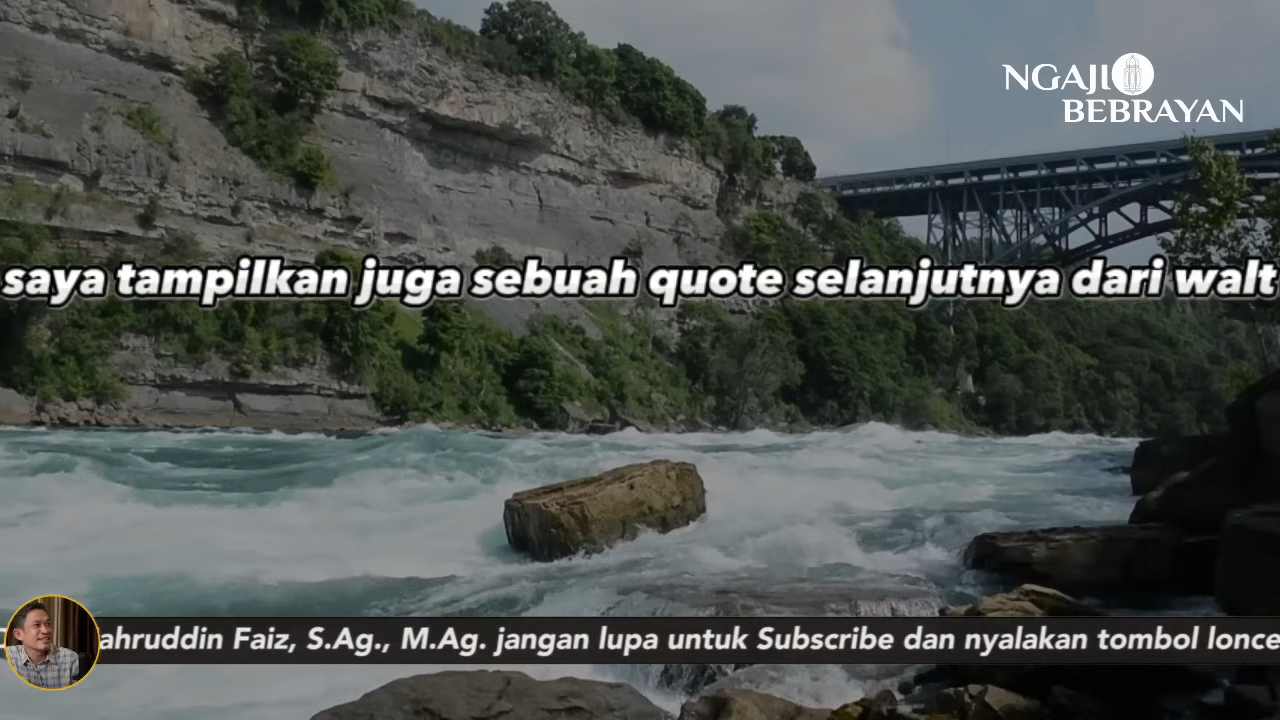 NGAJI
BEBRAYAN
saya tampilkan juga sebuah quote selanjutnya dari walt
ahruddin Faiz, S.Ag., M.Ag. jangan lupa untuk Subscribe dan nyalakan tombol lonce